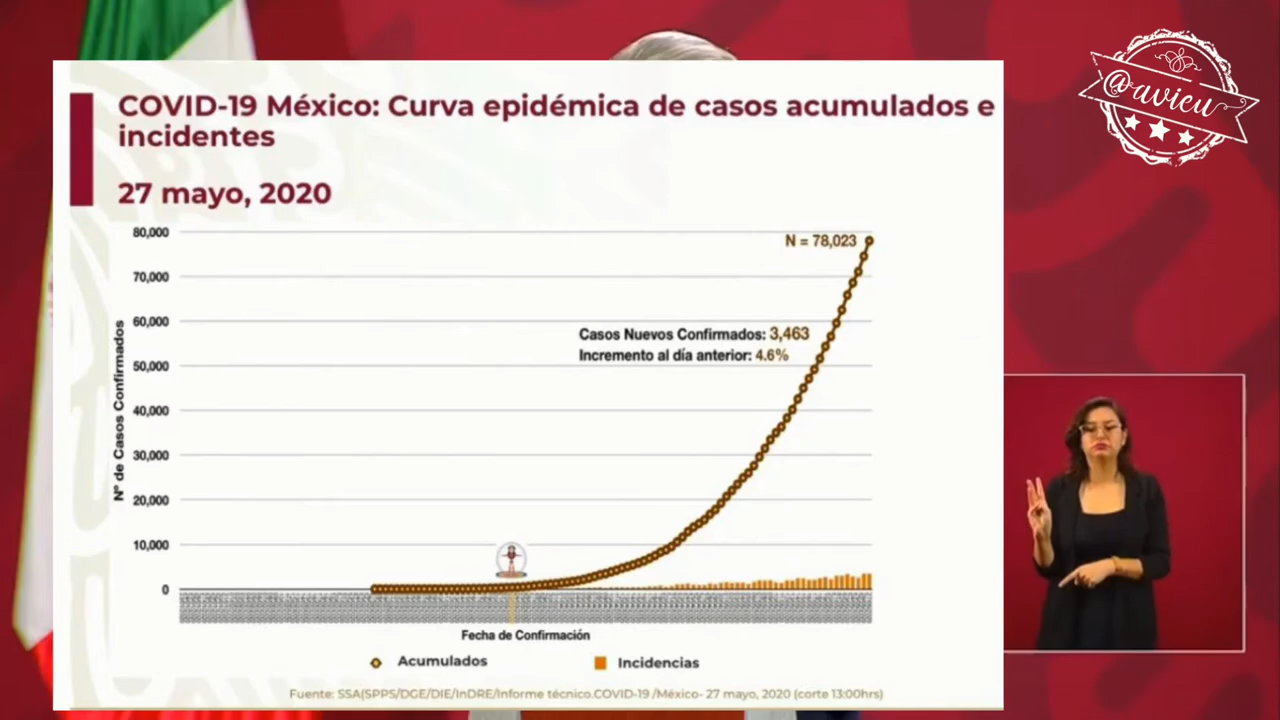 COVID-19 México: Curva epidémica de casos acumulados e
incidentes
27 mayo, 2020
@avieu
80,000
70,000
60,000
50,000
40,000
30,000
20,000
10,000
0
Nº de Casos Confirmados
N = 78,023
Casos Nuevos Confirmados: 3,463
Incremento al día anterior: 4.6%
Fecha de Confirmación
Acumulados
Incidencias
Fuente: SSA(SPPS/DGE/DIE/InDRE/Informe técnico.COVID-19 /México- 27 mayo, 2020 (corte 13:00hrs)